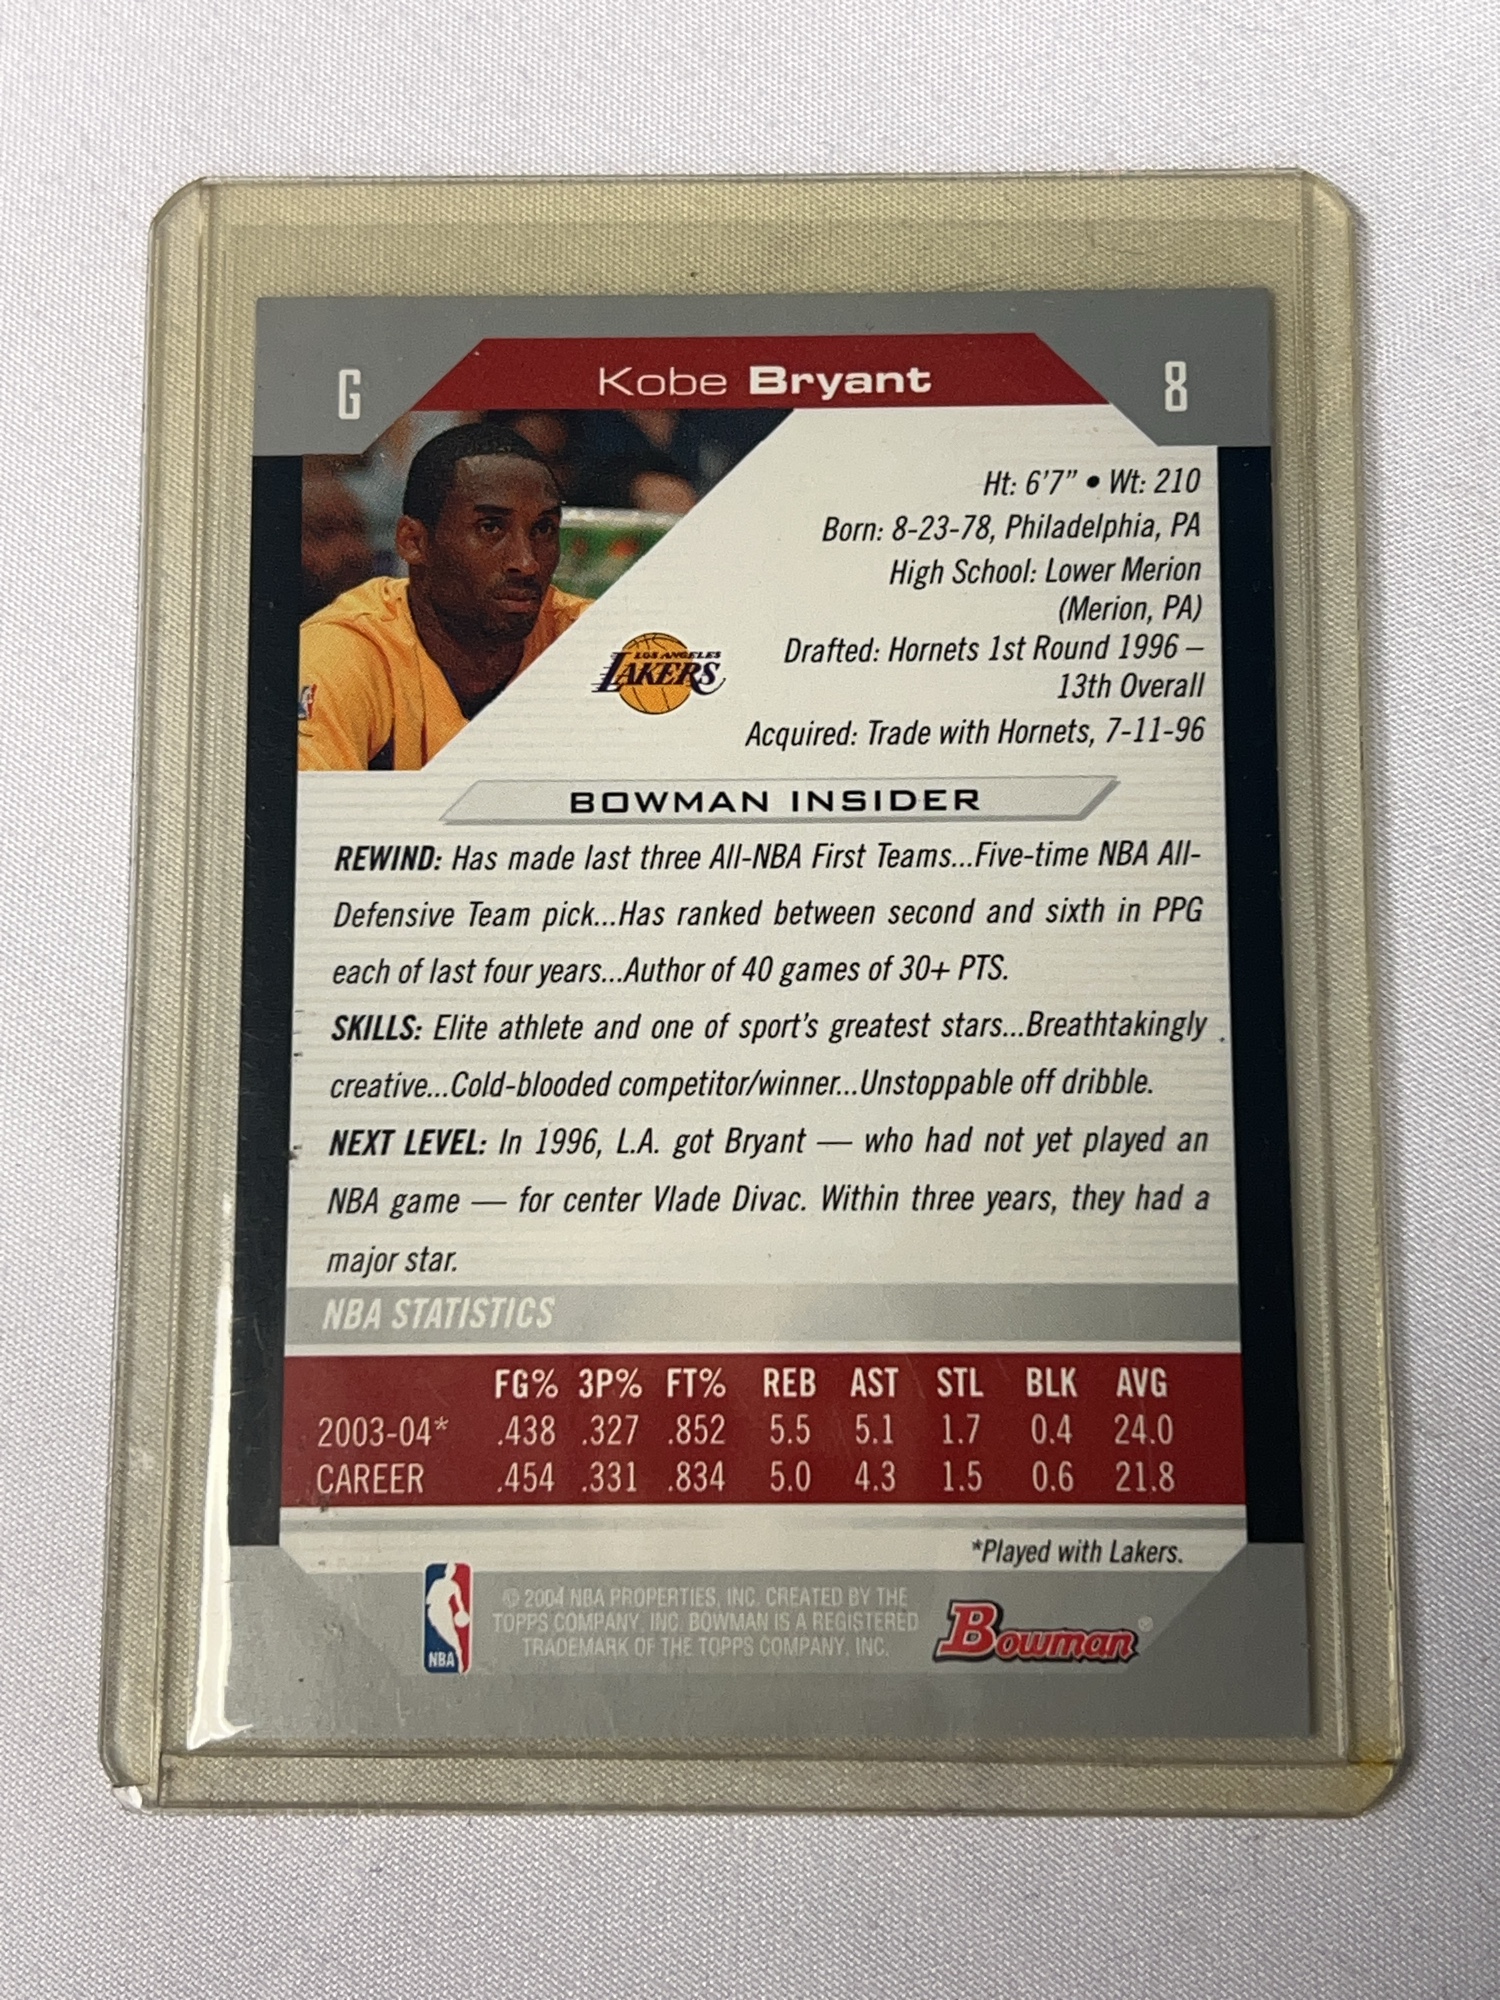 G
Kobe Bryant
8
Ht: 6'7” • Wt: 210
Born: 8-23-78, Philadelphia, PA
High School: Lower Merion
(Merion, PA)
Drafted: Hornets 1st Round 1996 –
13th Overall
Acquired: Trade with Hornets, 7-11-96
LOS ANGELES
LAKERS
BOWMAN INSIDER
REWIND: Has made last three All-NBA First Teams...Five-time NBA All-
Defensive Team pick...Has ranked between second and sixth in PPG
each of last four years...Author of 40 games of 30+ PTS.
SKILLS: Elite athlete and one of sport's greatest stars...Breathtakingly
creative...Cold-blooded competitor/winner...Unstoppable off dribble.
NEXT LEVEL: In 1996, L.A. got Bryant — who had not yet played an
NBA game — for center Vlade Divac. Within three years, they had a
major star.
NBA STATISTICS
FG% 3P% FT% REB AST STL BLK AVG
2003-04* .438 .327 .852 5.5 5.1 1.7 0.4 24.0
CAREER .454 .331 .834 5.0 4.3 1.5 0.6 21.8
*Played with Lakers.
NBA
© 2004 NBA PROPERTIES, INC. CREATED BY THE
TOPPS COMPANY, INC. BOWMAN IS A REGISTERED
TRADEMARK OF THE TOPPS COMPANY, INC.
Bowman®